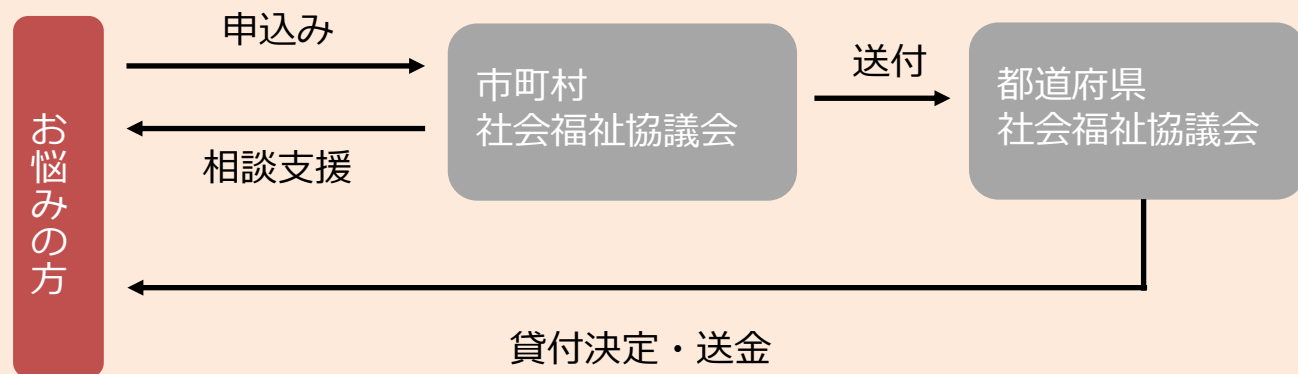 お悩みの方
申込み
相談支援
市町村
社会福祉協議会
送付
都道府県
社会福祉協議会
貸付決定・送金